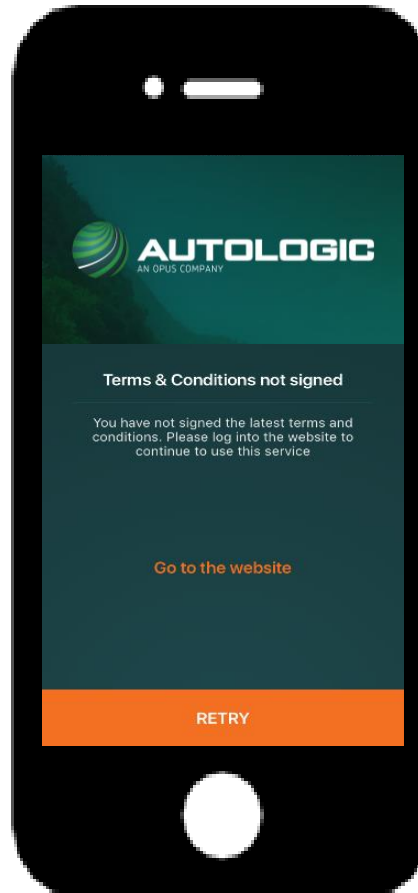 AUTOLOGIC
AN OPUS COMPANY
Terms & Conditions not signed
You have not signed the latest terms and
conditions. Please log into the website to
continue to use this service
Go to the website
RETRY